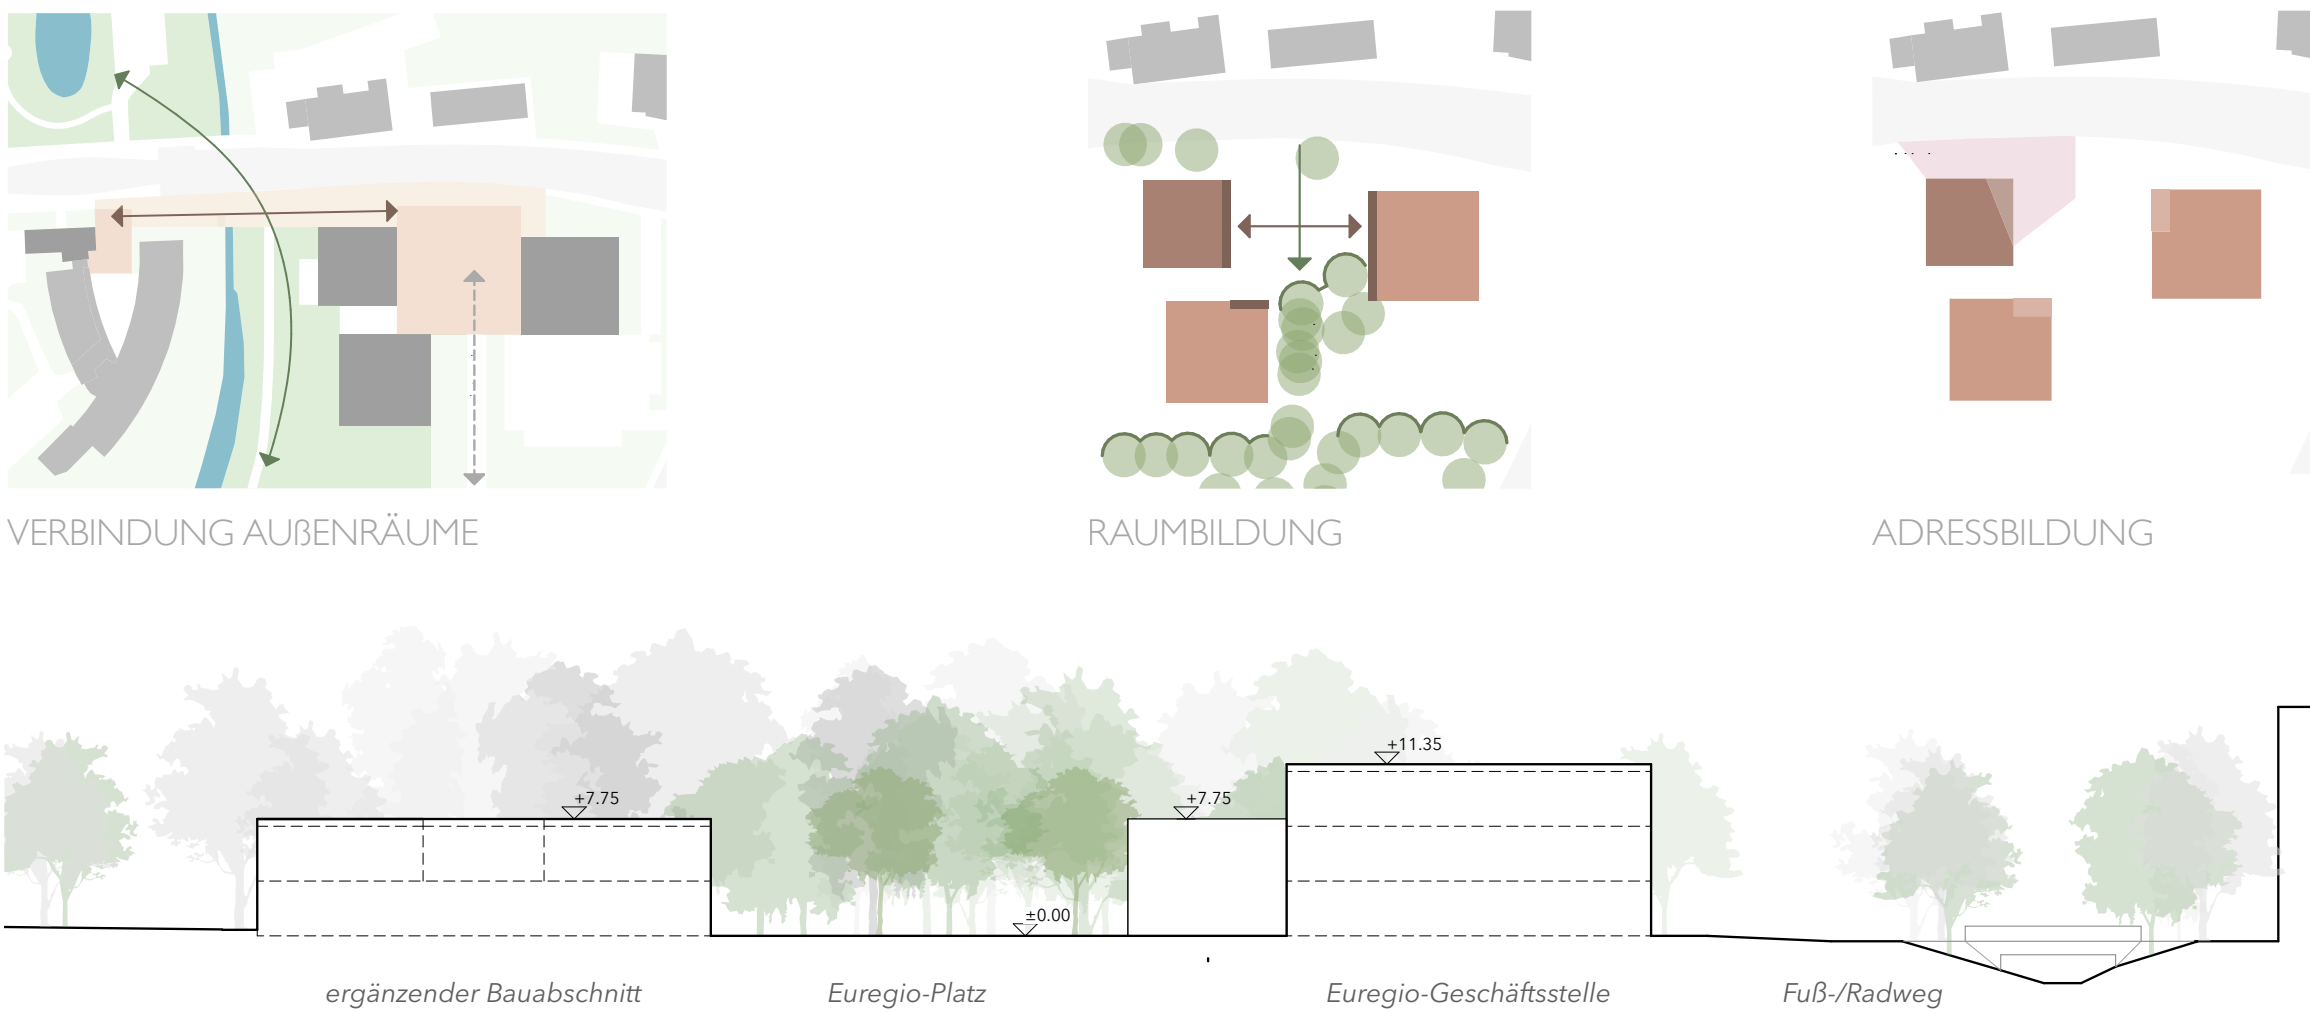 VERBINDUNG AUßENRÄUME
RAUMBILDUNG
ADRESSBILDUNG
+11.35
+7.75
+7.75
±0.00
ergänzender Bauabschnitt
Euregio-Platz
Euregio-Geschäftsstelle
Fuß-/Radweg